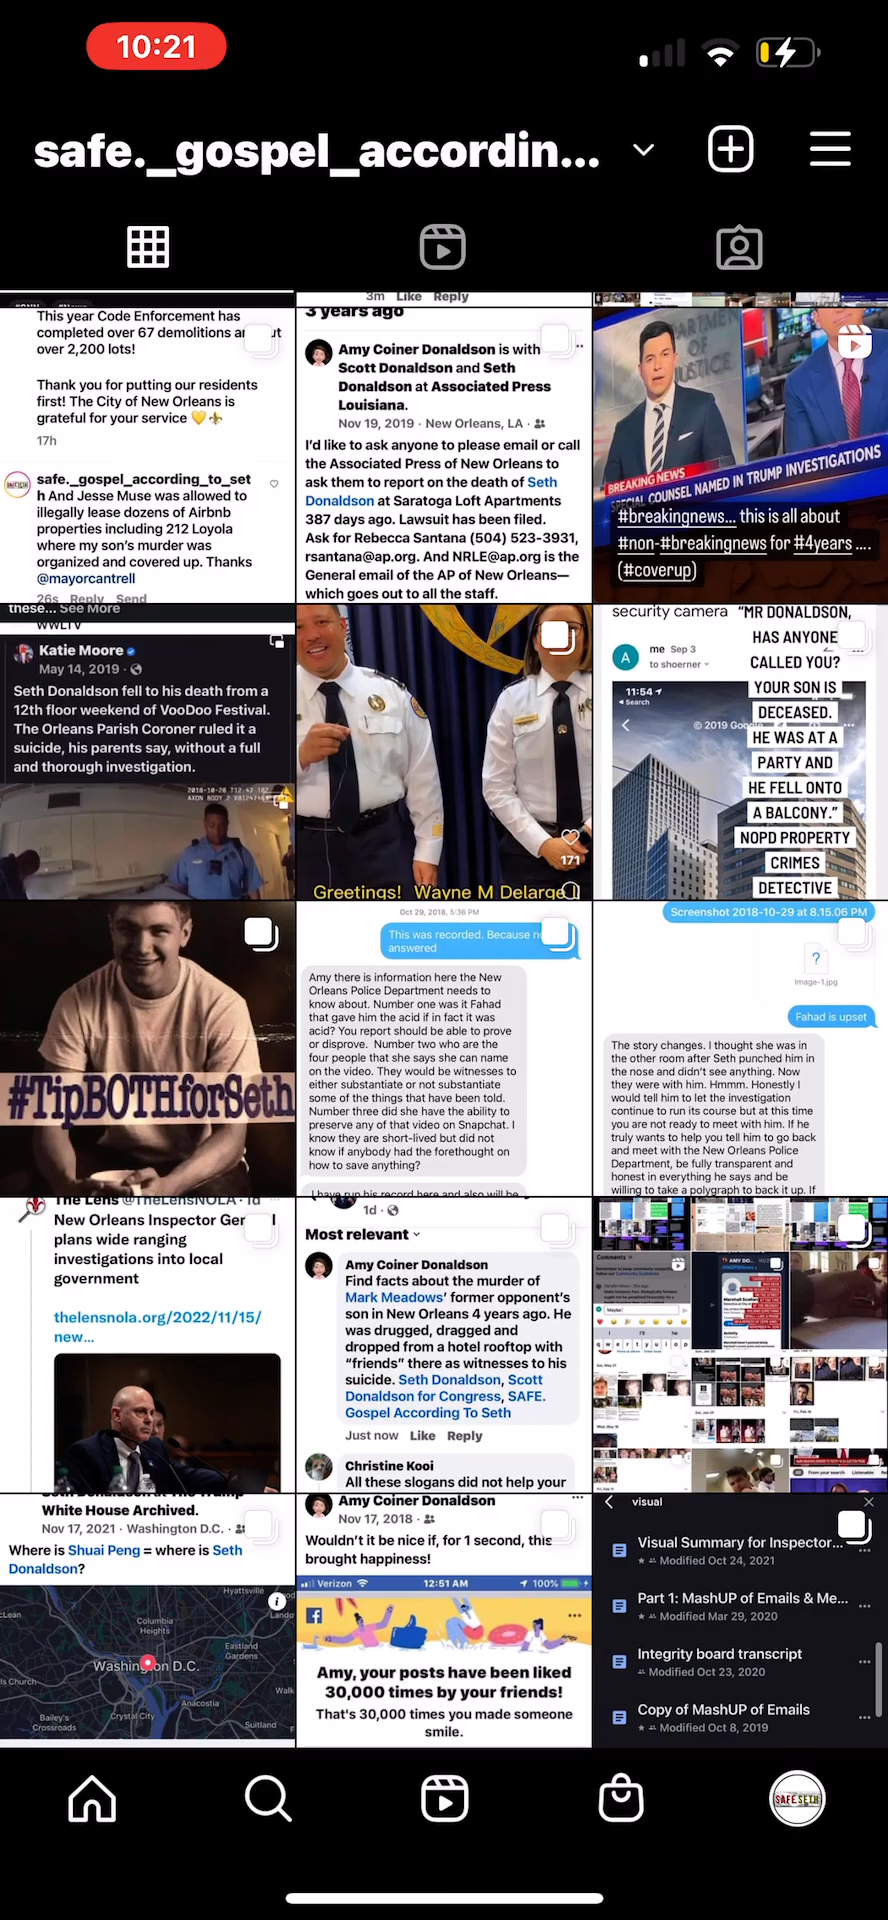 10:21
safe._gospel_accordin...
This year Code Enforcement has
completed over 67 demolitions
over 2,200 lots!
Thank you for putting our residents
first! The City of New Orleans is
grateful for your service 💛⚜️
17h
safe._gospel_according_to_set
h And Jesse Muse was allowed to
illegally lease dozens of Airbnb
properties including 212 Loyola
where my son's murder was
organized and covered up. Thanks
@mayorcantrell
26s Reply Send
3m Like Reply
3 years ago
Amy Coiner Donaldson is with
Scott Donaldson and Seth
Donaldson at Associated Press
Louisiana.
Nov 19, 2019 · New Orleans, LA ·
I'd like to ask anyone to please email or call
the Associated Press of New Orleans to
ask them to report on the death of Seth
Donaldson at Saratoga Loft Apartments
387 days ago. Lawsuit has been filed.
Ask for Rebecca Santana (504) 523-3931,
rsantana@ap.org. And NRLE@ap.org is the
General email of the AP of New Orleans—
which goes out to all the staff.
OF
JUSTICE
BREAKING NEWS
SPECIAL COUNSEL NAMED IN TRUMP INVESTIGATIONS
#breakingnews... this is all about
#non-#breakingnews for #4years ....
(#coverup)
these... See More
WWLTV
Katie Moore
May 14, 2019 ·
Seth Donaldson fell to his death from a
12th floor weekend of VooDoo Festival.
The Orleans Parish Coroner ruled it a
suicide, his parents say, without a full
and thorough investigation.
171
Greetings! Wayne M Delarge
security camera
A
me Sep 3
to shoerner
11:54
Search
© 2019
"MR DONALDSON,
HAS ANYONE
CALLED YOU?
YOUR SON IS
DECEASED.
HE WAS AT A
PARTY AND
HE FELL ONTO
A BALCONY."
NOPD PROPERTY
CRIMES
DETECTIVE
#TipBOTHforSeth
Oct 29, 2018, 5:36 PM
This was recorded. Because
answered
Amy there is information here the New
Orleans Police Department needs to
know about. Number one was it Fahad
that gave him the acid if in fact it was
acid? You report should be able to prove
or disprove. Number two who are the
four people that she says she can name
on the video. They would be witnesses to
either substantiate or not substantiate
some of the things that have been told.
Number three did she have the ability to
preserve any of that video on Snapchat. I
know they are short-lived but did not
know if anybody had the forethought on
how to save anything?
I have run his record here and also will be
Screenshot 2018-10-29 at 8.15.06 PM
?
Image-1.jpg
Fahad is upset
The story changes. I thought she was in
the other room after Seth punched him in
the nose and didn't see anything. Now
they were with him. Hmmm. Honestly I
would tell him to let the investigation
continue to run its course but at this time
you are not ready to meet with him. If he
truly wants to help you tell him to go back
and meet with the New Orleans Police
Department, be fully transparent and
honest in everything he says and be
willing to take a polygraph to back it up. If
The Lens @TheLensNOLA · 1d
New Orleans Inspector
plans wide ranging
investigations into local
government
thelensnola.org/2022/11/15/
new...
1d ·
Most relevant
Amy Coiner Donaldson
Find facts about the murder of
Mark Meadows' former opponent's
son in New Orleans 4 years ago. He
was drugged, dragged and
dropped from a hotel rooftop with
"friends" there as witnesses to his
suicide. Seth Donaldson, Scott
Donaldson for Congress, SAFE.
Gospel According To Seth
Just now Like Reply
Christine Kooi
All these slogans did not help your
Comments
White House Archived.
Nov 17, 2021 · Washington D.C. ·
Where is Shuai Peng = where is Seth
Donaldson?
Hyattsville
Columbia
Heights
Eastland
Gardens
Washington D.C.
Anacostia
Crystal City
Bailey's
Crossroads
Suitland
Amy Coiner Donaldson
Nov 17, 2018 ·
Wouldn't it be nice if, for 1 second, this
brought happiness!
Verizon 12:51 AM 100%
Amy, your posts have been liked
30,000 times by your friends!
That's 30,000 times you made someone
smile.
visual
Visual Summary for Inspector...
Modified Oct 24, 2021
Part 1: MashUP of Emails & Me...
Modified Mar 29, 2020
Integrity board transcript
Modified Oct 23, 2020
Copy of MashUP of Emails
Modified Oct 8, 2019
SAFE.SETH